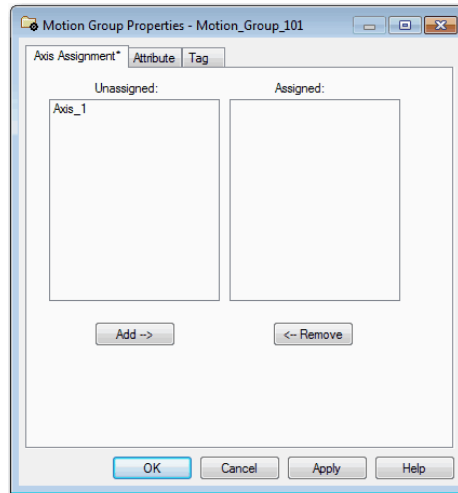 Motion Group Properties - Motion_Group_101
Axis Assignment* Attribute Tag
Unassigned: Assigned:
Axis_1
Add --> <-- Remove
OK Cancel Apply Help